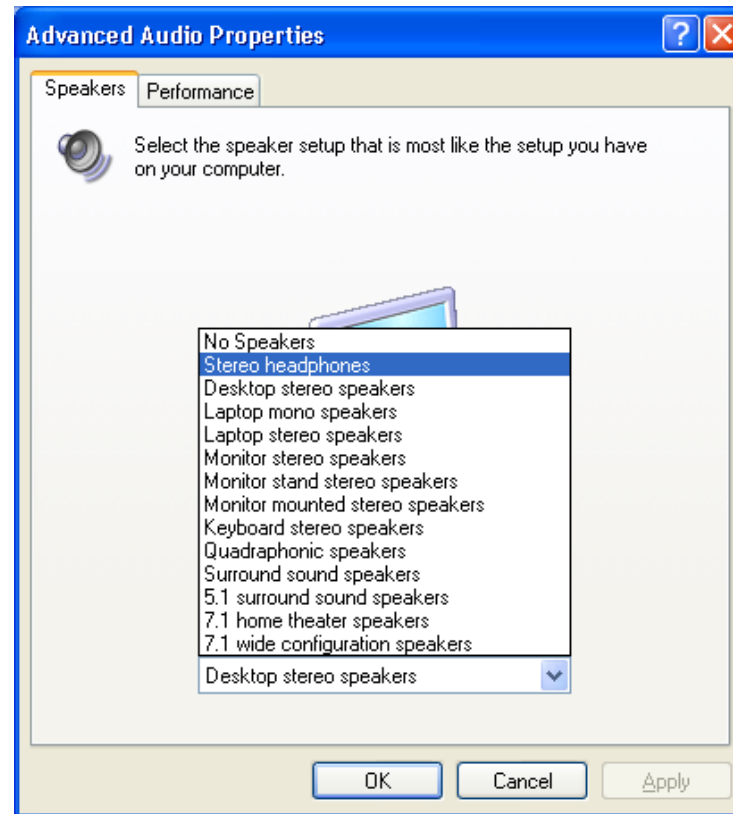 Advanced Audio Properties
Speakers Performance
Select the speaker setup that is most like the setup you have
on your computer.
No Speakers
Stereo headphones
Desktop stereo speakers
Laptop mono speakers
Laptop stereo speakers
Monitor stereo speakers
Monitor stand stereo speakers
Monitor mounted stereo speakers
Keyboard stereo speakers
Quadraphonic speakers
Surround sound speakers
5.1 surround sound speakers
7.1 home theater speakers
7.1 wide configuration speakers
Desktop stereo speakers
OK Cancel Apply